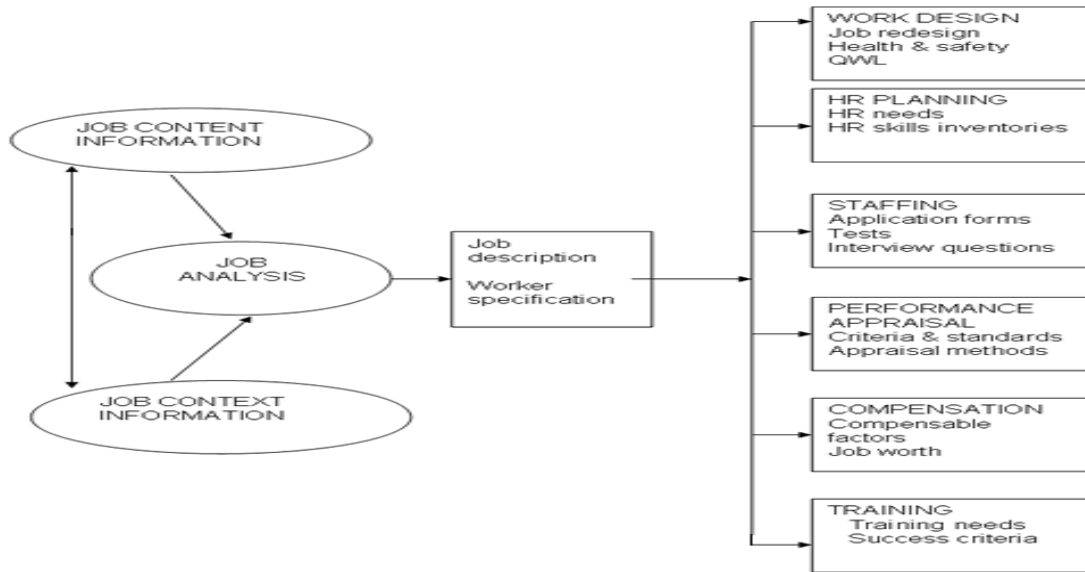 JOB CONTENT
INFORMATION
JOB
ANALYSIS
JOB CONTEXT
INFORMATION
Job
description
Worker
specification
WORK DESIGN
Job redesign
Health & safety
QWL
HR PLANNING
HR needs
HR skills inventories
STAFFING
Application forms
Tests
Interview questions
PERFORMANCE
APPRAISAL
Criteria & standards
Appraisal methods
COMPENSATION
Compensable
factors
Job worth
TRAINING
Training needs
Success criteria